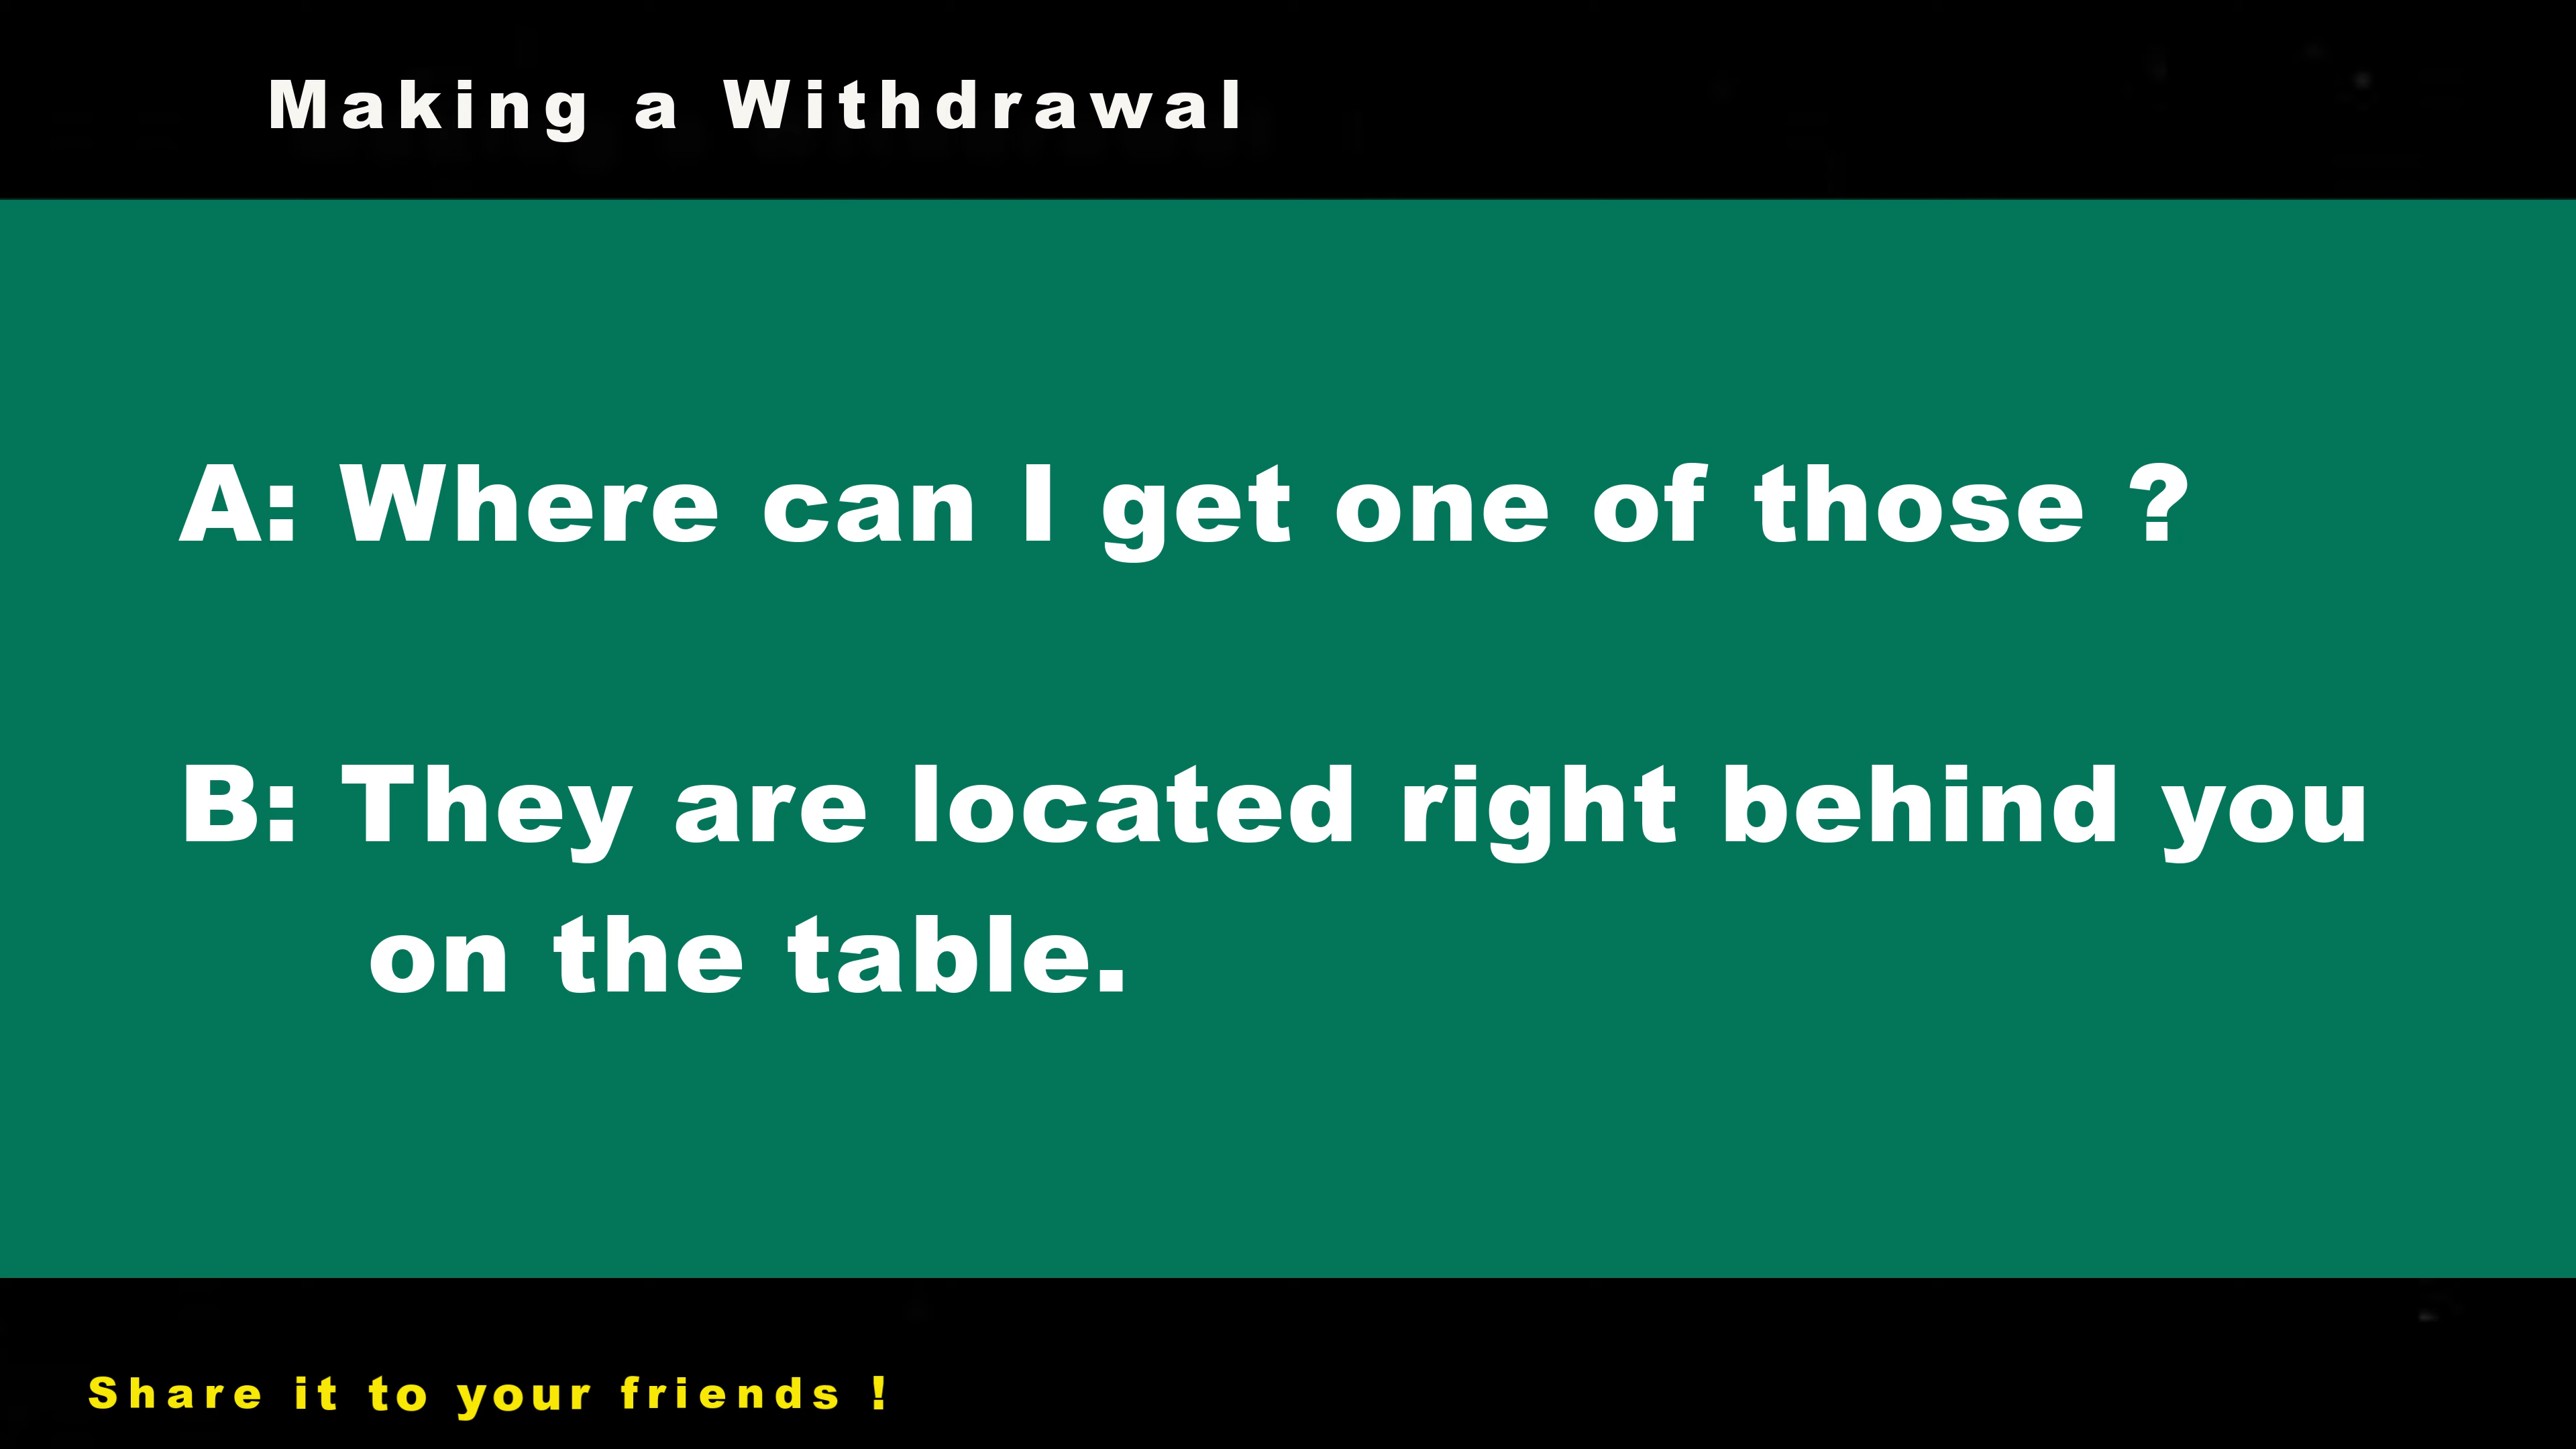 Making a Withdrawal
A: Where can I get one of those ?
B: They are located right behind you
on the table.
Share it to your friends !